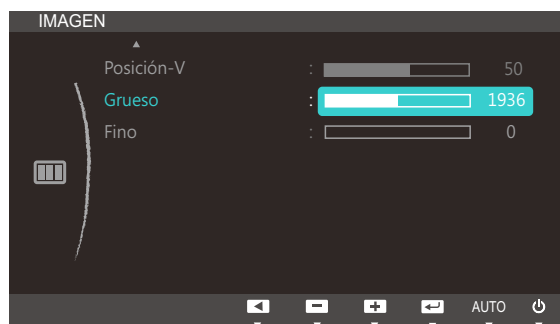 IMAGEN
Posición-V : 50
Grueso : 1936
Fino : 0
AUTO